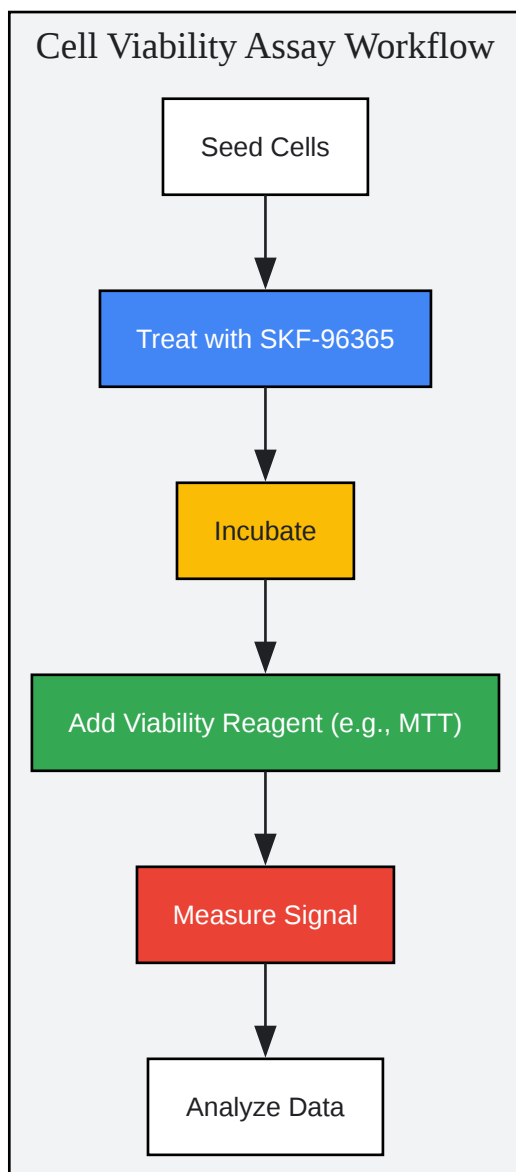 Cell Viability Assay Workflow
Seed Cells
Treat with SKF-96365
Incubate
Add Viability Reagent (e.g., MTT)
Measure Signal
Analyze Data